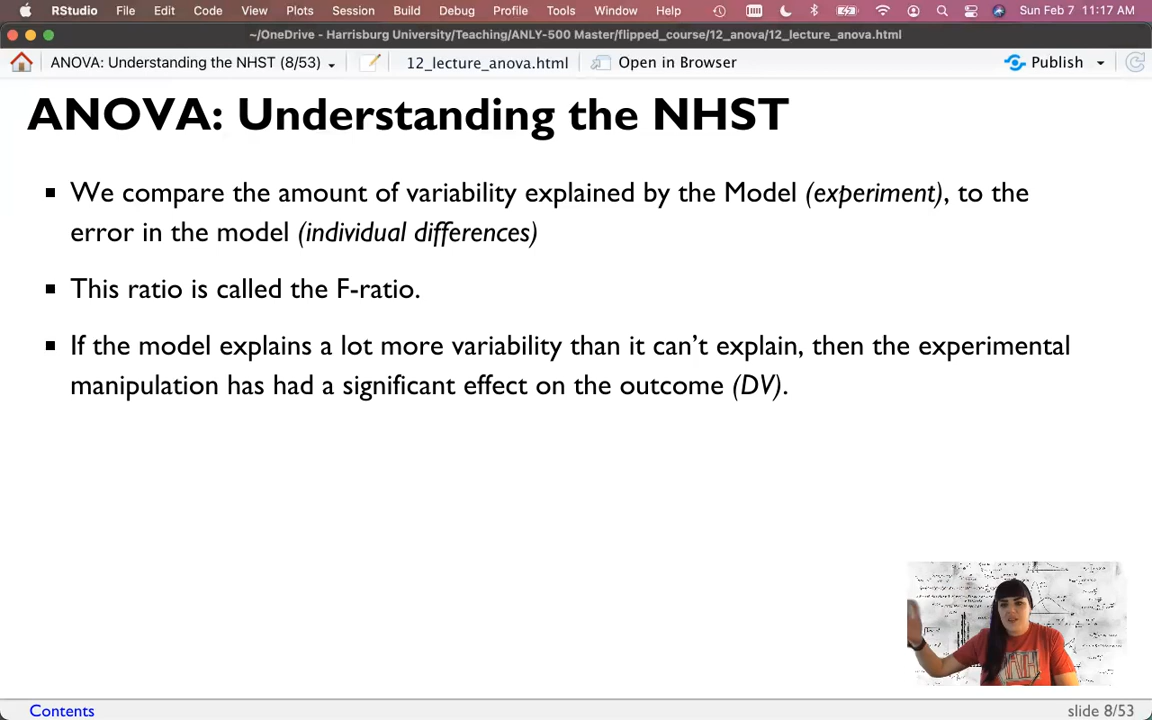 RStudio File Edit Code View Plots Session Build Debug Profile Tools Window Help Sun Feb 7 11:17 AM
~/OneDrive - Harrisburg University/Teaching/ANLY-500 Master/flipped_course/12_anova/12_lecture_anova.html
ANOVA: Understanding the NHST (8/53) 12_lecture_anova.html Open in Browser Publish
ANOVA: Understanding the NHST
We compare the amount of variability explained by the Model (experiment), to the
error in the model (individual differences)
This ratio is called the F-ratio.
If the model explains a lot more variability than it can’t explain, then the experimental
manipulation has had a significant effect on the outcome (DV).
Contents
slide 8/53